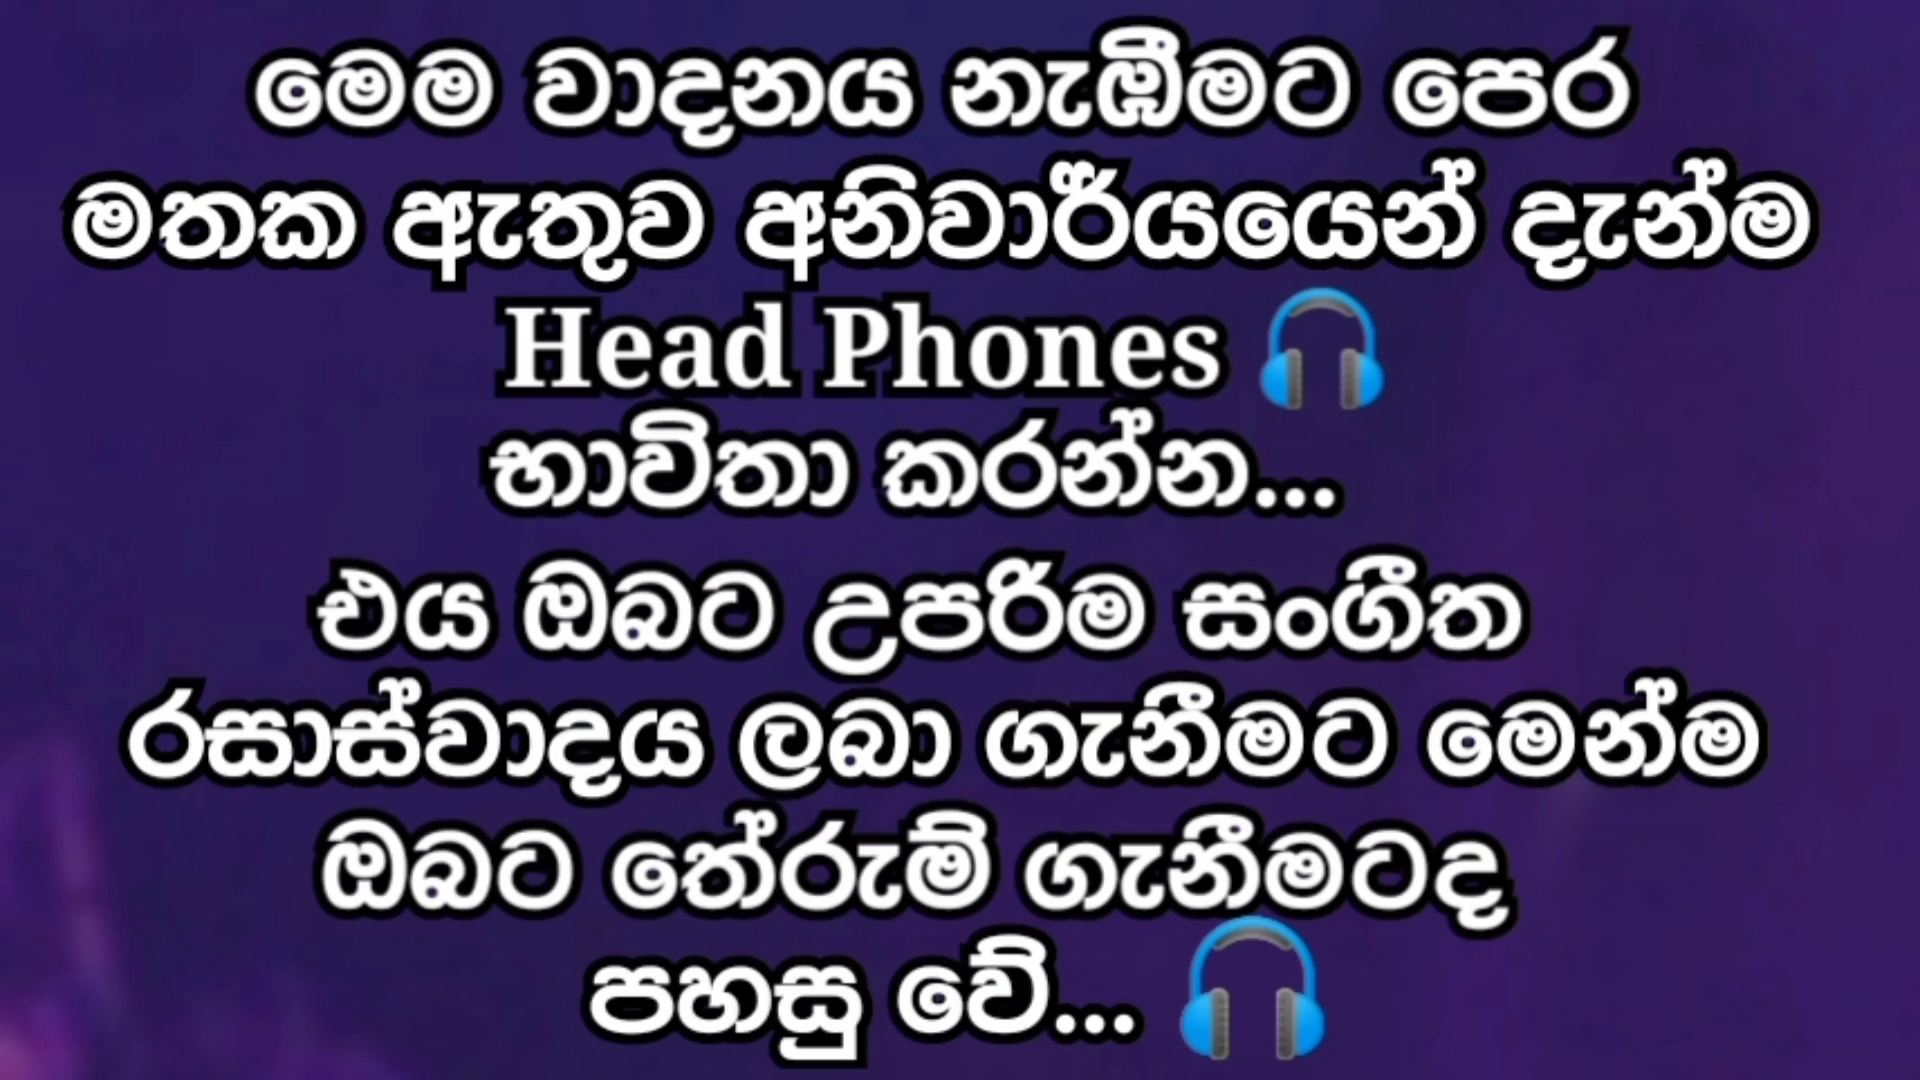 මෙම වාදනය නැඹීමට පෙර
මතක ඇතුව අනිවාර්යයෙන් දැන්ම
Head Phones 🎧
භාවිතා කරන්න...
එය ඔබට උපරිම සංගීත
රසාස්වාදය ලබා ගැනීමට මෙන්ම
ඔබට තේරුම් ගැනීමටද
පහසු වේ... 🎧